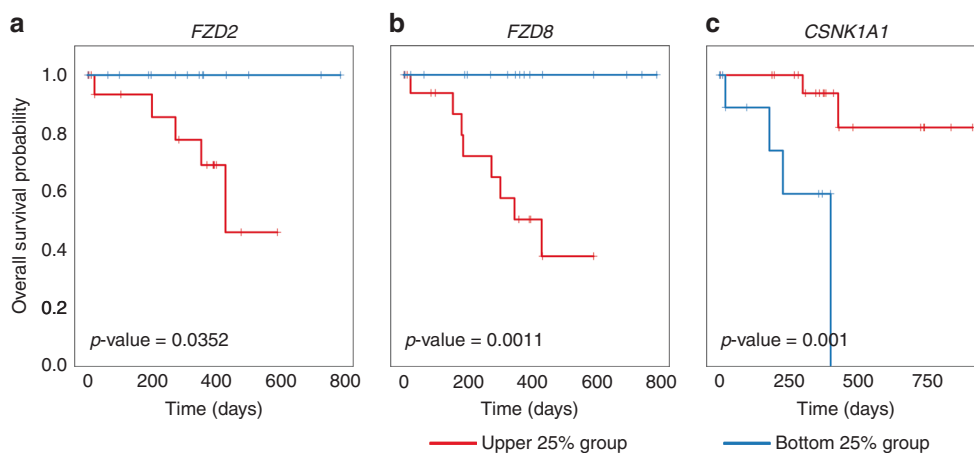 a FZD2
b FZD8
c CSNK1A1
Overall survival probability
1.0
0.8
0.6
0.4
0.2
0.0
p-value = 0.0352
p-value = 0.0011
p-value = 0.001
0 200 400 600 800
0 200 400 600 800
0 250 500 750
Time (days)
Time (days)
Time (days)
Upper 25% group
Bottom 25% group